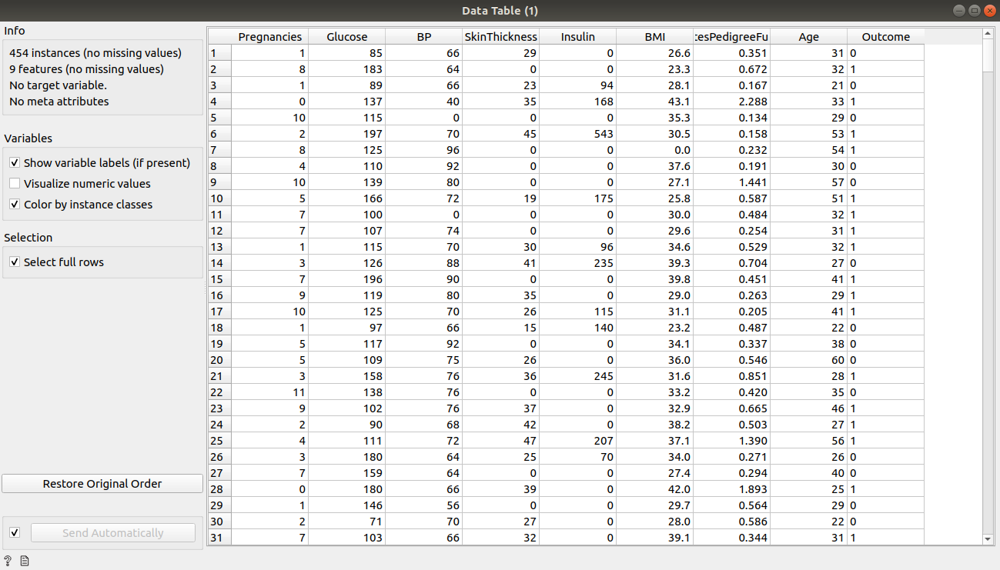 Data Table (1)
Info
454 instances (no missing values)
9 features (no missing values)
No target variable.
No meta attributes
Variables
Show variable labels (if present)
Visualize numeric values
Color by instance classes
Selection
Select full rows
Restore Original Order
Send Automatically
?
Pregnancies Glucose BP SkinThickness Insulin BMI tesPedigreeFu Age Outcome
1 1 85 66 29 0 26.6 0.351 31 0
2 8 183 64 0 0 23.3 0.672 32 1
3 1 89 66 23 94 28.1 0.167 21 0
4 0 137 40 35 168 43.1 2.288 33 1
5 10 115 0 0 0 35.3 0.134 29 0
6 2 197 70 45 543 30.5 0.158 53 1
7 8 125 96 0 0 0.0 0.232 54 1
8 4 110 92 0 0 37.6 0.191 30 0
9 10 139 80 0 0 27.1 1.441 57 0
10 5 166 72 19 175 25.8 0.587 51 1
11 7 100 0 0 0 30.0 0.484 32 1
12 7 107 74 0 0 29.6 0.254 31 1
13 1 115 70 30 96 34.6 0.529 32 1
14 3 126 88 41 235 39.3 0.704 27 0
15 7 196 90 0 0 39.8 0.451 41 1
16 9 119 80 35 0 29.0 0.263 29 1
17 10 125 70 26 115 31.1 0.205 41 1
18 1 97 66 15 140 23.2 0.487 22 0
19 5 117 92 0 0 34.1 0.337 38 0
20 5 109 75 26 0 36.0 0.546 60 0
21 3 158 76 36 245 31.6 0.851 28 1
22 11 138 76 0 0 33.2 0.420 35 0
23 9 102 76 37 0 32.9 0.665 46 1
24 2 90 68 42 0 38.2 0.503 27 1
25 4 111 72 47 207 37.1 1.390 56 1
26 3 180 64 25 70 34.0 0.271 26 0
27 7 159 64 0 0 27.4 0.294 40 0
28 0 180 66 39 0 42.0 1.893 25 1
29 1 146 56 0 0 29.7 0.564 29 0
30 2 71 70 27 0 28.0 0.586 22 0
31 7 103 66 32 0 39.1 0.344 31 1